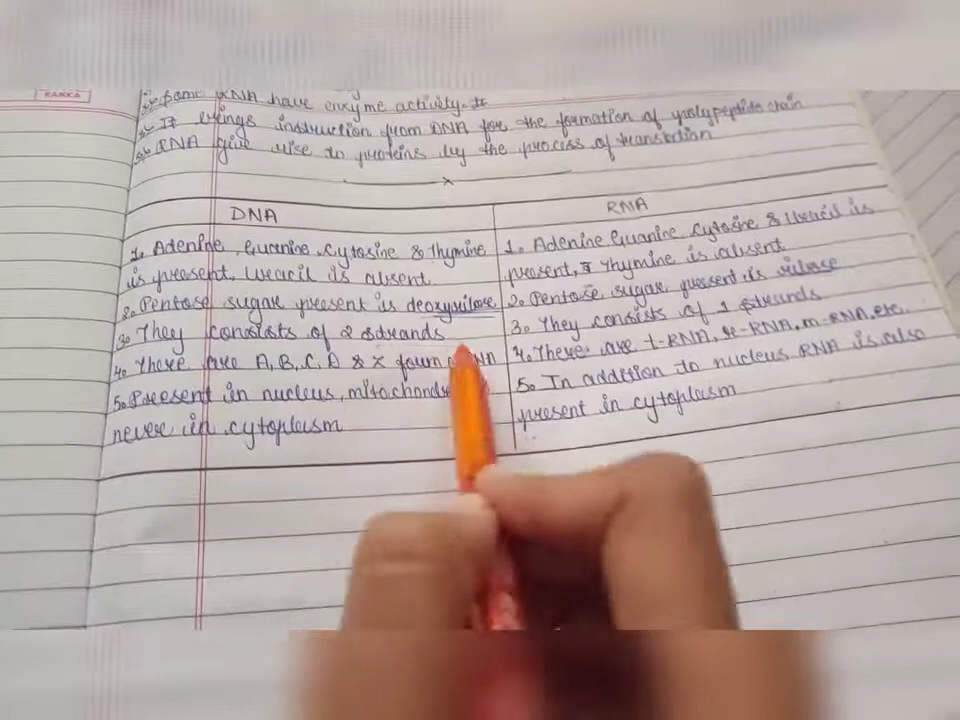 RANKA
Some RNA have enzyme activity
It brings instruction from DNA for the formation of polypeptide chain
RNA give rise to proteins by the process of translation
x
DNA
1. Adenine, Guanine, Cytosine & Thymine
is present, Uracil is absent
2. Pentose sugar present is deoxyribose
3. They consists of 2 strands
4. There are A, B, C, D & Z form
5. Present in nucleus, mitochond
never in cytoplasm
RNA
1. Adenine Guanine, Cytosine & Uracil is
present, Thymine is absent
2. Pentose sugar present is ribose
3. They consists of 1 strands
4. There are t-RNA, r-RNA, m-RNA, etc.
5. In addition to nucleus RNA is also
present in cytoplasm